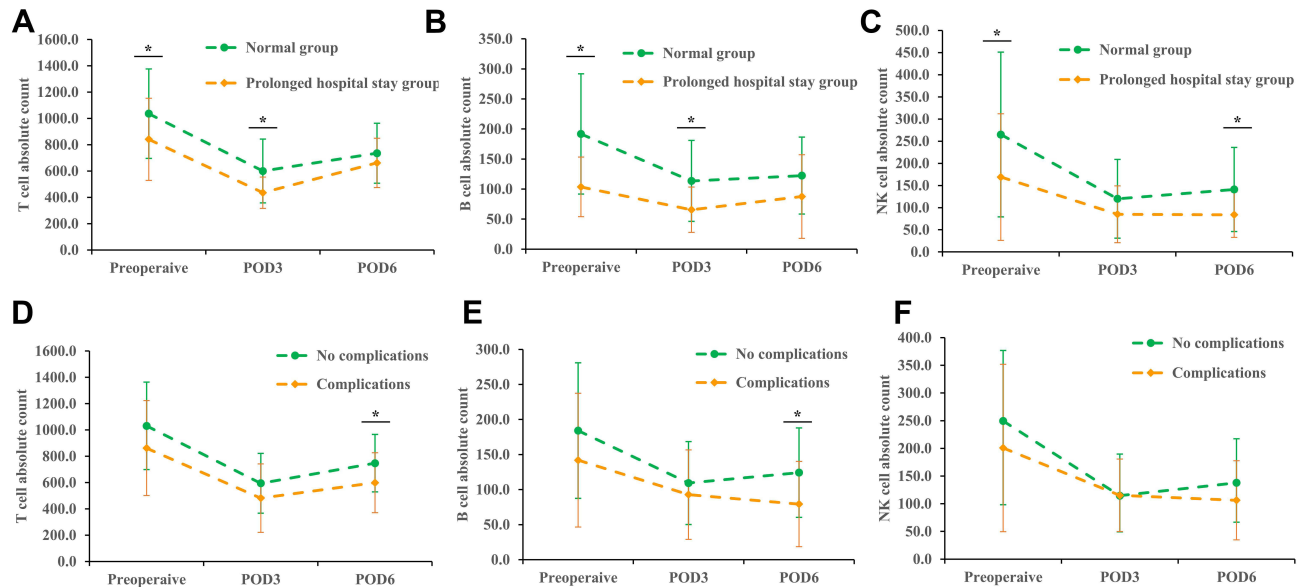 A
T cell absolute count
1600.0
1400.0
1200.0
1000.0
800.0
600.0
400.0
200.0
0.0
*
*
Normal group
Prolonged hospital stay group
Preoperaive
POD3
POD6
B
B cell absolute count
350.0
300.0
250.0
200.0
150.0
100.0
50.0
0.0
*
*
Normal group
Prolonged hospital stay group
Preoperaive
POD3
POD6
C
NK cell absolute count
500.0
450.0
400.0
350.0
300.0
250.0
200.0
150.0
100.0
50.0
0.0
*
*
Normal group
Prolonged hospital stay group
Preoperaive
POD3
POD6
D
T cell absolute count
1600.0
1400.0
1200.0
1000.0
800.0
600.0
400.0
200.0
0.0
*
No complications
Complications
Preoperaive
POD3
POD6
E
B cell absolute count
300.0
250.0
200.0
150.0
100.0
50.0
0.0
*
No complications
Complications
Preoperaive
POD3
POD6
F
NK cell absolute count
400.0
350.0
300.0
250.0
200.0
150.0
100.0
50.0
0.0
No complications
Complications
Preoperaive
POD3
POD6